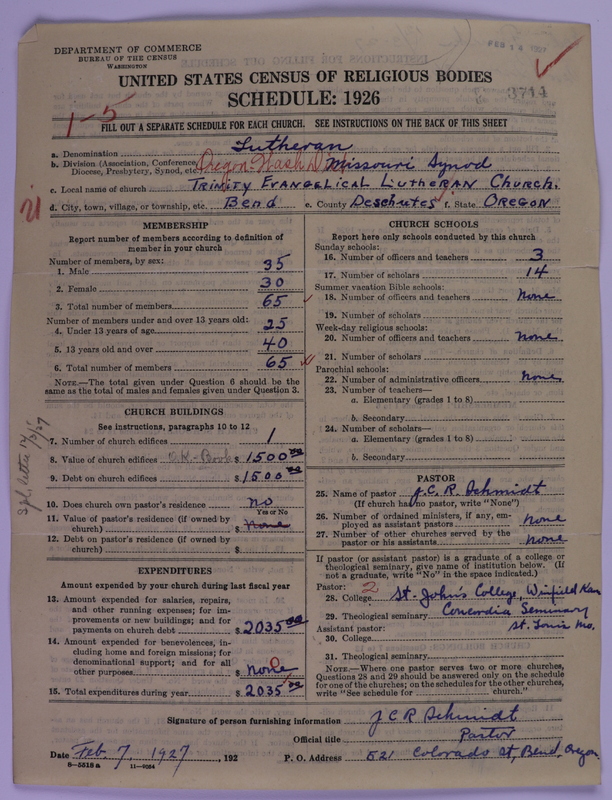 DEPARTMENT OF COMMERCE
BUREAU OF THE CENSUS
WASHINGTON
FEB 14 1927
UNITED STATES CENSUS OF RELIGIOUS BODIES
SCHEDULE: 1926
3714
1-5
FILL OUT A SEPARATE SCHEDULE FOR EACH CHURCH. SEE INSTRUCTIONS ON THE BACK OF THIS SHEET
a. Denomination Lutheran
b. Division (Association, Conference, Diocese, Presbytery, Synod, etc.) Missouri Synod
c. Local name of church TRINITY EVANGELICAL LUTHERAN CHURCH.
d. City, town, village, or township, etc. Bend e. County Deschutes f. State OREGON
21
MEMBERSHIP
Report number of members according to definition of member in your church
Number of members, by sex:
1. Male 35
2. Female 30
3. Total number of members 65
Number of members under and over 13 years old:
4. Under 13 years of age 25
5. 13 years old and over 40
6. Total number of members 65
NOTE.—The total given under Question 6 should be the same as the total of males and females given under Question 3.
CHURCH BUILDINGS
See instructions, paragraphs 10 to 12
7. Number of church edifices 1
8. Value of church edifices O.K. $ 1500 00
9. Debt on church edifices $ 1500 00
10. Does church own pastor's residence no
Yes or No
11. Value of pastor's residence (if owned by church) $ None
12. Debt on pastor's residence (if owned by church) $
EXPENDITURES
Amount expended by your church during last fiscal year
13. Amount expended for salaries, repairs, and other running expenses; for improvements or new buildings; and for payments on church debt $ 2035 00
14. Amount expended for benevolences, including home and foreign missions; for denominational support; and for all other purposes $ none
15. Total expenditures during year $ 2035 00
CHURCH SCHOOLS
Report here only schools conducted by this church
Sunday schools:
16. Number of officers and teachers 3
17. Number of scholars 14
Summer vacation Bible schools:
18. Number of officers and teachers None
19. Number of scholars
Week-day religious schools:
20. Number of officers and teachers None
21. Number of scholars
Parochial schools:
22. Number of administrative officers None
23. Number of teachers—
a. Elementary (grades 1 to 8)
b. Secondary
24. Number of scholars—
a. Elementary (grades 1 to 8)
b. Secondary
PASTOR
25. Name of pastor J.C.R. Schmidt
(If church has no pastor, write "None")
26. Number of ordained ministers, if any, employed as assistant pastors none
27. Number of other churches served by the pastor or his assistants none
If pastor (or assistant pastor) is a graduate of a college or theological seminary, give name of institution below. (If not a graduate, write "No" in the space indicated.)
Pastor: 2
28. College St. Johns College, Winfield Kan
29. Theological seminary Concordia Seminary
Assistant pastor: St. Louis Mo.
30. College
31. Theological seminary
NOTE.—Where one pastor serves two or more churches, Questions 28 and 29 should be answered only on the schedule for one of the churches; on the schedules for the other churches, write "See schedule for church."
Signature of person furnishing information J C R Schmidt
Official title Pastor
Date Feb. 7, 1927, 192 P. O. Address 521 Colorado St, Bend, Oregon.
8-5518 a 11-9064